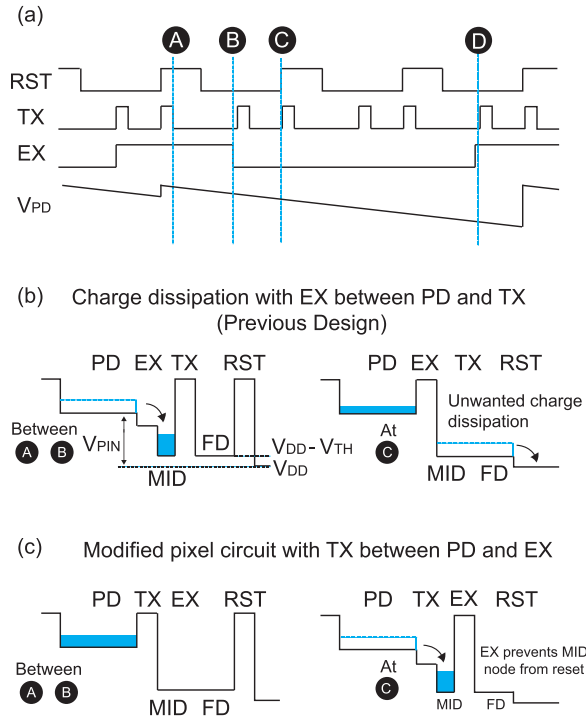 (a)
A B C D
RST
TX
EX
VPD
(b) Charge dissipation with EX between PD and TX
(Previous Design)
PD EX TX RST
Between
A B
VPIN
FD
VDD - VTH
VDD
MID
PD EX TX RST
Unwanted charge
dissipation
At
C
MID FD
(c) Modified pixel circuit with TX between PD and EX
PD TX EX RST
Between
A B
MID FD
PD TX EX RST
At
C
EX prevents MID
node from reset
MID FD